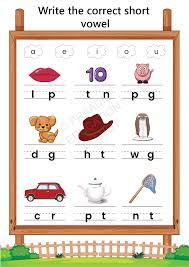 Write the correct short
vowel
a e i o u
10
l p t n p g
d g h t w g
c r p t n t